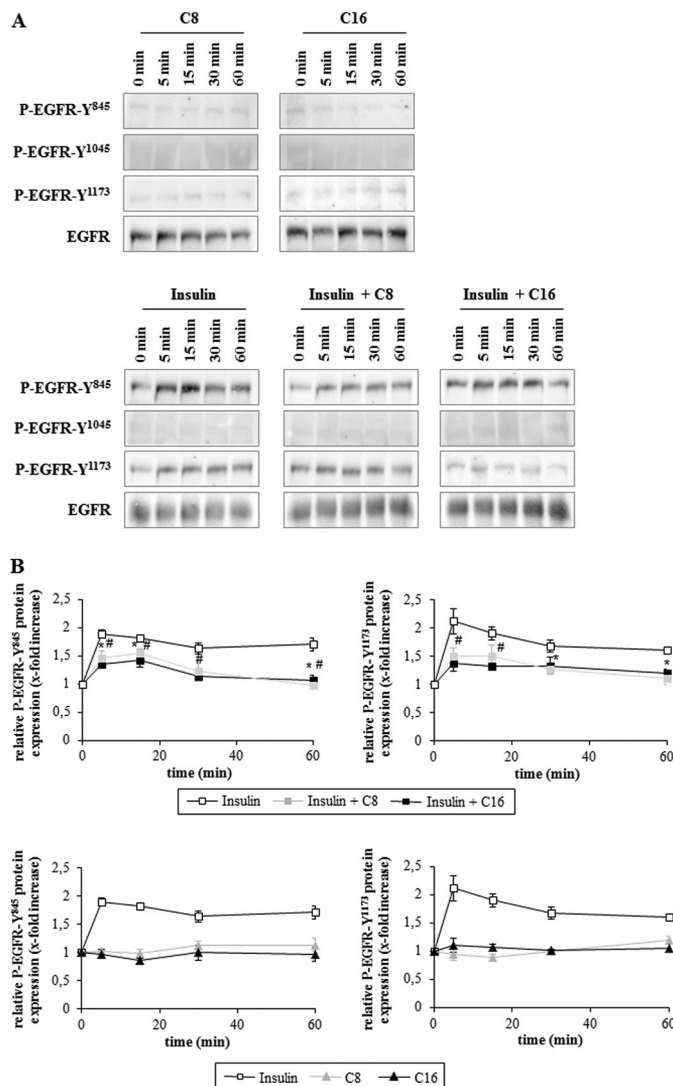 A
C8 C16
0 min 5 min 15 min 30 min 60 min 0 min 5 min 15 min 30 min 60 min
P-EGFR-Y⁸⁴⁵
P-EGFR-Y¹⁰⁴⁵
P-EGFR-Y¹¹⁷³
EGFR
Insulin Insulin + C8 Insulin + C16
0 min 5 min 15 min 30 min 60 min 0 min 5 min 15 min 30 min 60 min 0 min 5 min 15 min 30 min 60 min
P-EGFR-Y⁸⁴⁵
P-EGFR-Y¹⁰⁴⁵
P-EGFR-Y¹¹⁷³
EGFR
B
relative P-EGFR-Y⁸⁴⁵ protein
expression (x-fold increase)
2,5
2
1,5
1
0,5
0
* # * # # * #
0 20 40 60
time (min)
relative P-EGFR-Y¹¹⁷³ protein
expression (x-fold increase)
2,5
2
1,5
1
0,5
0
# # * *
0 20 40 60
time (min)
Insulin Insulin + C8 Insulin + C16
relative P-EGFR-Y⁸⁴⁵ protein
expression (x-fold increase)
2,5
2
1,5
1
0,5
0
0 20 40 60
time (min)
relative P-EGFR-Y¹¹⁷³ protein
expression (x-fold increase)
2,5
2
1,5
1
0,5
0
0 20 40 60
time (min)
Insulin C8 C16